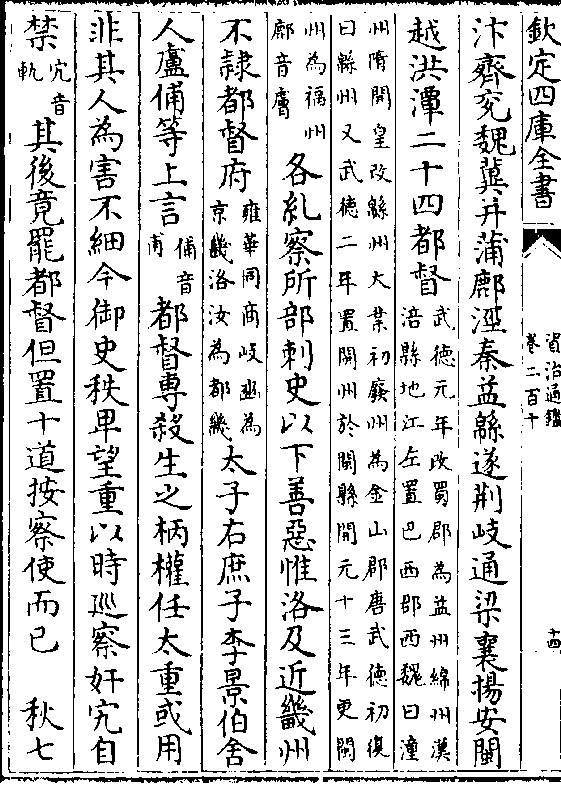 欽定四庫全書
資治通鑑
卷二百十
十四
汴齊兖魏冀并蒲鄜涇秦益緜遂荆岐通梁襄揚安閩
越洪潭二十四都督
武德元年改蜀郡為益州綿州漢
涪縣地江左置巴西郡西魏曰潼
州隋開皇改緜州大業初廢州為金山郡唐武德初復
曰緜州又武德二年置閩州於閩縣開元十三年更閩
州為福州
鄜音膚
各糺察所部刺史以下善惡惟洛及近畿州
不隷都督府
雍華同商岐豳為
京畿洛汝為都畿
太子右庶子李景伯舍
人盧俌等上言
俌音
甫
都督專殺生之柄權任太重或用
非其人為害不細今御史秩卑望重以時巡察奸宄自
禁
宄音
軌
其後竟罷都督但置十道按察使而已
秋七